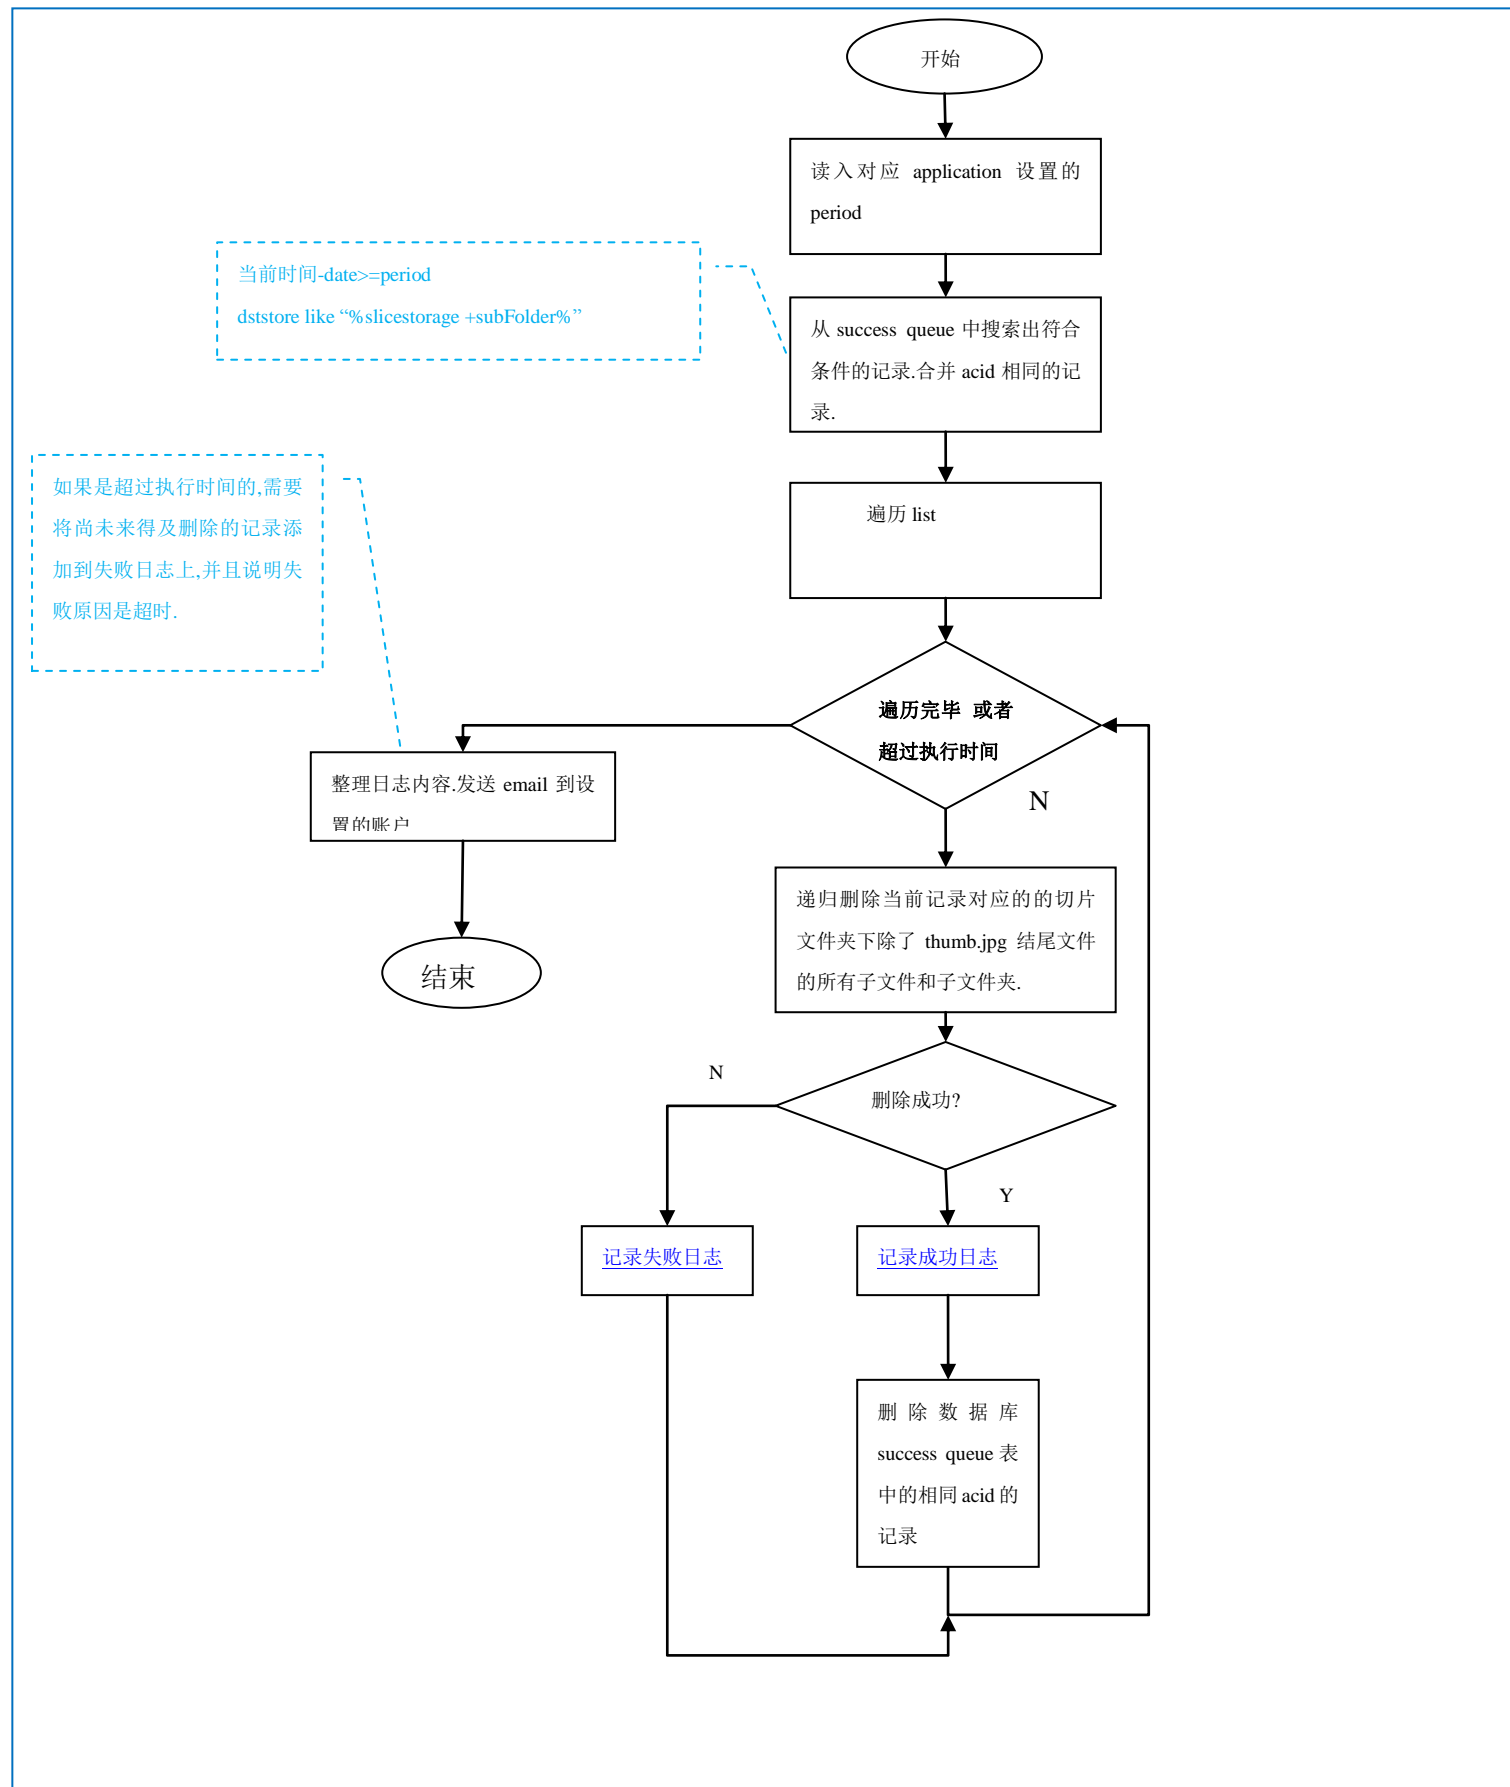 开始
读入对应 application 设置的
period
当前时间-date>=period
dststore like “%slicestorage +subFolder%”
从 success queue 中搜索出符合
条件的记录.合并 acid 相同的记
录.
如果是超过执行时间的,需要
将尚未来得及删除的记录添
加到失败日志上,并且说明失
败原因是超时.
遍历 list
遍历完毕 或者
超过执行时间
N
整理日志内容.发送 email 到设
置的账户
递归删除当前记录对应的的切片
文件夹下除了 thumb.jpg 结尾文件
的所有子文件和子文件夹.
结束
N
删除成功?
Y
记录失败日志
记录成功日志
删除数据库
success queue 表
中的相同 acid 的
记录